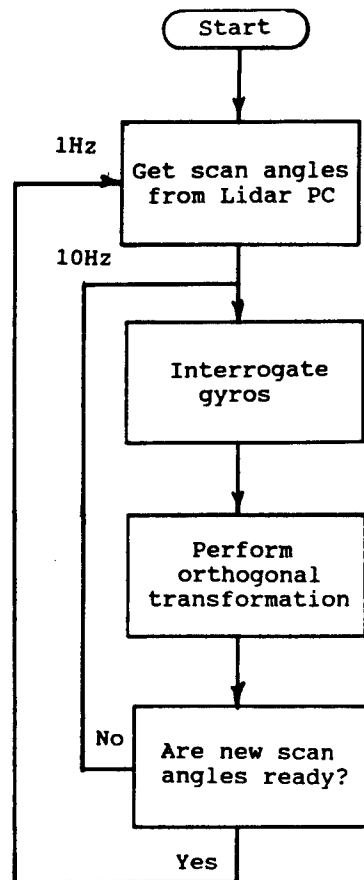 Start
1Hz
Get scan angles
from Lidar PC
10Hz
Interrogate
gyros
Perform
orthogonal
transformation
No
Are new scan
angles ready?
Yes